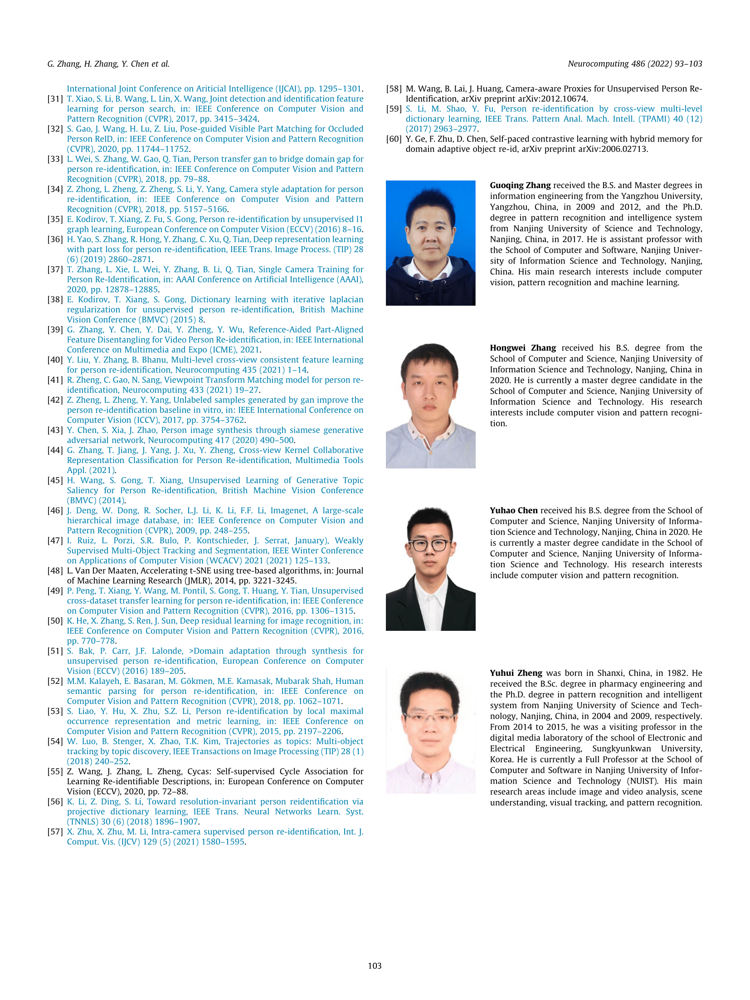 G. Zhang, H. Zhang, Y. Chen et al.
Neurocomputing 486 (2022) 93–103
International Joint Conference on Ariticial Intelligence (IJCAI), pp. 1295–1301.
[31] T. Xiao, S. Li, B. Wang, L. Lin, X. Wang, Joint detection and identification feature
learning for person search, in: IEEE Conference on Computer Vision and
Pattern Recognition (CVPR), 2017, pp. 3415–3424.
[32] S. Gao, J. Wang, H. Lu, Z. Liu, Pose-guided Visible Part Matching for Occluded
Person ReID, in: IEEE Conference on Computer Vision and Pattern Recognition
(CVPR), 2020, pp. 11744–11752.
[33] L. Wei, S. Zhang, W. Gao, Q. Tian, Person transfer gan to bridge domain gap for
person re-identification, in: IEEE Conference on Computer Vision and Pattern
Recognition (CVPR), 2018, pp. 79–88.
[34] Z. Zhong, L. Zheng, Z. Zheng, S. Li, Y. Yang, Camera style adaptation for person
re-identification, in: IEEE Conference on Computer Vision and Pattern
Recognition (CVPR), 2018, pp. 5157–5166.
[35] E. Kodirov, T. Xiang, Z. Fu, S. Gong, Person re-identification by unsupervised l1
graph learning, European Conference on Computer Vision (ECCV) (2016) 8–16.
[36] H. Yao, S. Zhang, R. Hong, Y. Zhang, C. Xu, Q. Tian, Deep representation learning
with part loss for person re-identification, IEEE Trans. Image Process. (TIP) 28
(6) (2019) 2860–2871.
[37] T. Zhang, L. Xie, L. Wei, Y. Zhang, B. Li, Q. Tian, Single Camera Training for
Person Re-Identification, in: AAAI Conference on Artificial Intelligence (AAAI),
2020, pp. 12878–12885.
[38] E. Kodirov, T. Xiang, S. Gong, Dictionary learning with iterative laplacian
regularization for unsupervised person re-identification, British Machine
Vision Conference (BMVC) (2015) 8.
[39] G. Zhang, Y. Chen, Y. Dai, Y. Zheng, Y. Wu, Reference-Aided Part-Aligned
Feature Disentangling for Video Person Re-identification, in: IEEE International
Conference on Multimedia and Expo (ICME), 2021.
[40] Y. Liu, Y. Zhang, B. Bhanu, Multi-level cross-view consistent feature learning
for person re-identification, Neurocomputing 435 (2021) 1–14.
[41] R. Zheng, C. Gao, N. Sang, Viewpoint Transform Matching model for person re-
identification, Neurocomputing 433 (2021) 19–27.
[42] Z. Zheng, L. Zheng, Y. Yang, Unlabeled samples generated by gan improve the
person re-identification baseline in vitro, in: IEEE International Conference on
Computer Vision (ICCV), 2017, pp. 3754–3762.
[43] Y. Chen, S. Xia, J. Zhao, Person image synthesis through siamese generative
adversarial network, Neurocomputing 417 (2020) 490–500.
[44] G. Zhang, T. Jiang, J. Yang, J. Xu, Y. Zheng, Cross-view Kernel Collaborative
Representation Classification for Person Re-identification, Multimedia Tools
Appl. (2021).
[45] H. Wang, S. Gong, T. Xiang, Unsupervised Learning of Generative Topic
Saliency for Person Re-identification, British Machine Vision Conference
(BMVC) (2014).
[46] J. Deng, W. Dong, R. Socher, L.J. Li, K. Li, F.F. Li, Imagenet, A large-scale
hierarchical image database, in: IEEE Conference on Computer Vision and
Pattern Recognition (CVPR), 2009, pp. 248–255.
[47] I. Ruiz, L. Porzi, S.R. Bulo, P. Kontschieder, J. Serrat, January), Weakly
Supervised Multi-Object Tracking and Segmentation, IEEE Winter Conference
on Applications of Computer Vision (WCACV) 2021 (2021) 125–133.
[48] L. Van Der Maaten, Accelerating t-SNE using tree-based algorithms, in: Journal
of Machine Learning Research (JMLR), 2014, pp. 3221-3245.
[49] P. Peng, T. Xiang, Y. Wang, M. Pontil, S. Gong, T. Huang, Y. Tian, Unsupervised
cross-dataset transfer learning for person re-identification, in: IEEE Conference
on Computer Vision and Pattern Recognition (CVPR), 2016, pp. 1306–1315.
[50] K. He, X. Zhang, S. Ren, J. Sun, Deep residual learning for image recognition, in:
IEEE Conference on Computer Vision and Pattern Recognition (CVPR), 2016,
pp. 770–778.
[51] S. Bak, P. Carr, J.F. Lalonde, >Domain adaptation through synthesis for
unsupervised person re-identification, European Conference on Computer
Vision (ECCV) (2016) 189–205.
[52] M.M. Kalayeh, E. Basaran, M. Gökmen, M.E. Kamasak, Mubarak Shah, Human
semantic parsing for person re-identification, in: IEEE Conference on
Computer Vision and Pattern Recognition (CVPR), 2018, pp. 1062–1071.
[53] S. Liao, Y. Hu, X. Zhu, S.Z. Li, Person re-identification by local maximal
occurrence representation and metric learning, in: IEEE Conference on
Computer Vision and Pattern Recognition (CVPR), 2015, pp. 2197–2206.
[54] W. Luo, B. Stenger, X. Zhao, T.K. Kim, Trajectories as topics: Multi-object
tracking by topic discovery, IEEE Transactions on Image Processing (TIP) 28 (1)
(2018) 240–252.
[55] Z. Wang, J. Zhang, L. Zheng, Cycas: Self-supervised Cycle Association for
Learning Re-identifiable Descriptions, in: European Conference on Computer
Vision (ECCV), 2020, pp. 72–88.
[56] K. Li, Z. Ding, S. Li, Toward resolution-invariant person reidentification via
projective dictionary learning, IEEE Trans. Neural Networks Learn. Syst.
(TNNLS) 30 (6) (2018) 1896–1907.
[57] X. Zhu, X. Zhu, M. Li, Intra-camera supervised person re-identification, Int. J.
Comput. Vis. (IJCV) 129 (5) (2021) 1580–1595.
[58] M. Wang, B. Lai, J. Huang, Camera-aware Proxies for Unsupervised Person Re-
Identification, arXiv preprint arXiv:2012.10674.
[59] S. Li, M. Shao, Y. Fu, Person re-identification by cross-view multi-level
dictionary learning, IEEE Trans. Pattern Anal. Mach. Intell. (TPAMI) 40 (12)
(2017) 2963–2977.
[60] Y. Ge, F. Zhu, D. Chen, Self-paced contrastive learning with hybrid memory for
domain adaptive object re-id, arXiv preprint arXiv:2006.02713.
Guoqing Zhang received the B.S. and Master degrees in
information engineering from the Yangzhou University,
Yangzhou, China, in 2009 and 2012, and the Ph.D.
degree in pattern recognition and intelligence system
from Nanjing University of Science and Technology,
Nanjing, China, in 2017. He is assistant professor with
the School of Computer and Software, Nanjing Univer-
sity of Information Science and Technology, Nanjing,
China. His main research interests include computer
vision, pattern recognition and machine learning.
Hongwei Zhang received his B.S. degree from the
School of Computer and Science, Nanjing University of
Information Science and Technology, Nanjing, China in
2020. He is currently a master degree candidate in the
School of Computer and Science, Nanjing University of
Information Science and Technology. His research
interests include computer vision and pattern recogni-
tion.
Yuhao Chen received his B.S. degree from the School of
Computer and Science, Nanjing University of Informa-
tion Science and Technology, Nanjing, China in 2020. He
is currently a master degree candidate in the School of
Computer and Science, Nanjing University of Informa-
tion Science and Technology. His research interests
include computer vision and pattern recognition.
Yuhui Zheng was born in Shanxi, China, in 1982. He
received the B.Sc. degree in pharmacy engineering and
the Ph.D. degree in pattern recognition and intelligent
system from Nanjing University of Science and Tech-
nology, Nanjing, China, in 2004 and 2009, respectively.
From 2014 to 2015, he was a visiting professor in the
digital media laboratory of the school of Electronic and
Electrical Engineering, Sungkyunkwan University,
Korea. He is currently a Full Professor at the School of
Computer and Software in Nanjing University of Infor-
mation Science and Technology (NUIST). His main
research areas include image and video analysis, scene
understanding, visual tracking, and pattern recognition.
103